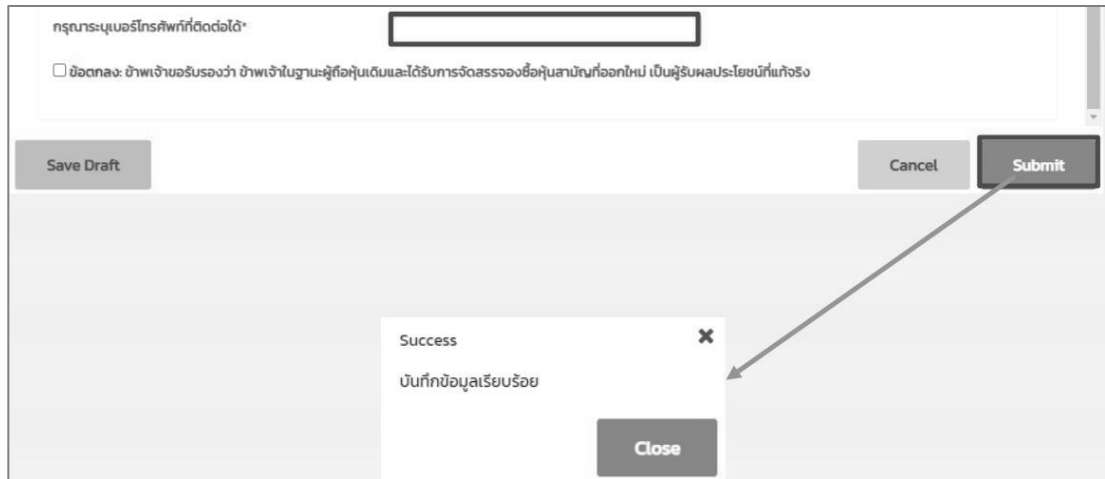 กรุณาระบุเบอร์โทรศัพท์ที่ติดต่อได้*
ข้อตกลง: ข้าพเจ้าขอรับรองว่า ข้าพเจ้าในฐานะผู้ถือหุ้นเดิมและได้รับการจัดสรรจองซื้อหุ้นสามัญที่ออกใหม่ เป็นผู้รับผลประโยชน์ที่แท้จริง
Save Draft Cancel Submit
Success
บันทึกข้อมูลเรียบร้อย
Close